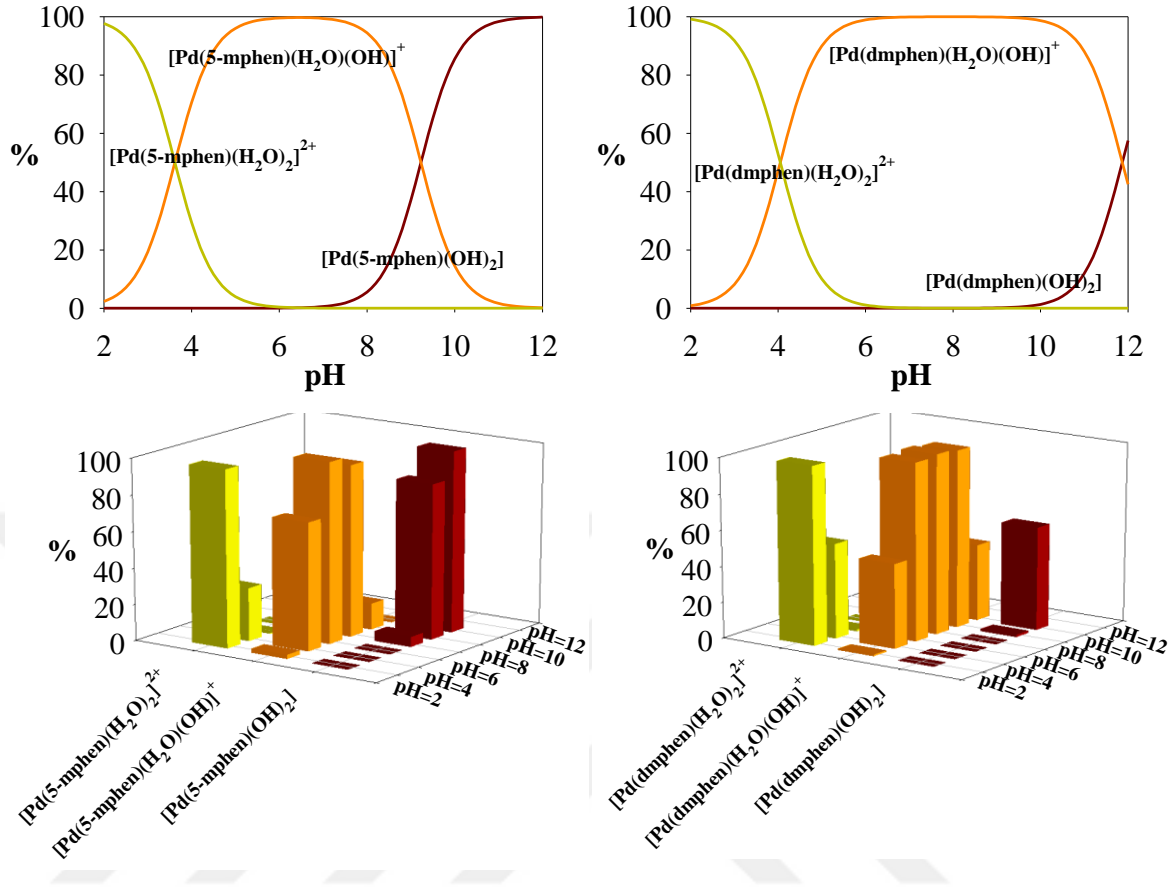 100
80
60
40
20
0
%
[Pd(5-mphen)(H₂O)(OH)]⁺
[Pd(5-mphen)(H₂O)₂]²⁺
[Pd(5-mphen)(OH)₂]
2 4 6 8 10 12
pH
100
80
60
40
20
0
%
[Pd(dmphen)(H₂O)(OH)]⁺
[Pd(dmphen)(H₂O)₂]²⁺
[Pd(dmphen)(OH)₂]
2 4 6 8 10 12
pH
100
80
60
40
20
0
%
pH=12
pH=10
pH=8
pH=6
pH=4
pH=2
[Pd(5-mphen)(H₂O)₂]²⁺
[Pd(5-mphen)(H₂O)(OH)]⁺
[Pd(5-mphen)(OH)₂]
100
80
60
40
20
0
%
pH=12
pH=10
pH=8
pH=6
pH=4
pH=2
[Pd(dmphen)(H₂O)₂]²⁺
[Pd(dmphen)(H₂O)(OH)]⁺
[Pd(dmphen)(OH)₂]